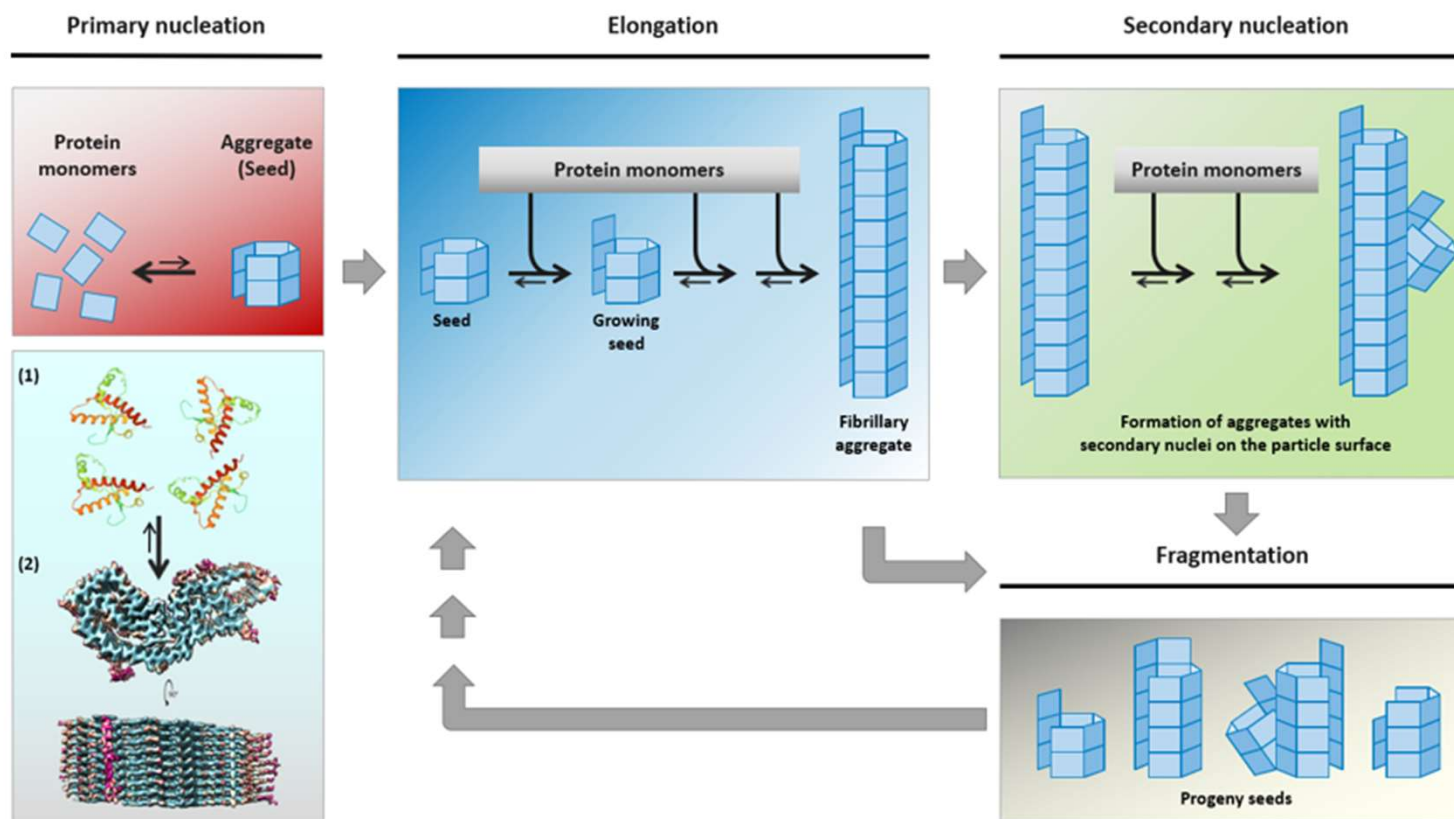 Primary nucleation
Elongation
Secondary nucleation
Protein
monomers
Aggregate
(Seed)
Protein monomers
Seed
Growing
seed
Fibrillary
aggregate
Protein monomers
Formation of aggregates with
secondary nuclei on the particle surface
(1)
(2)
Fragmentation
Progeny seeds